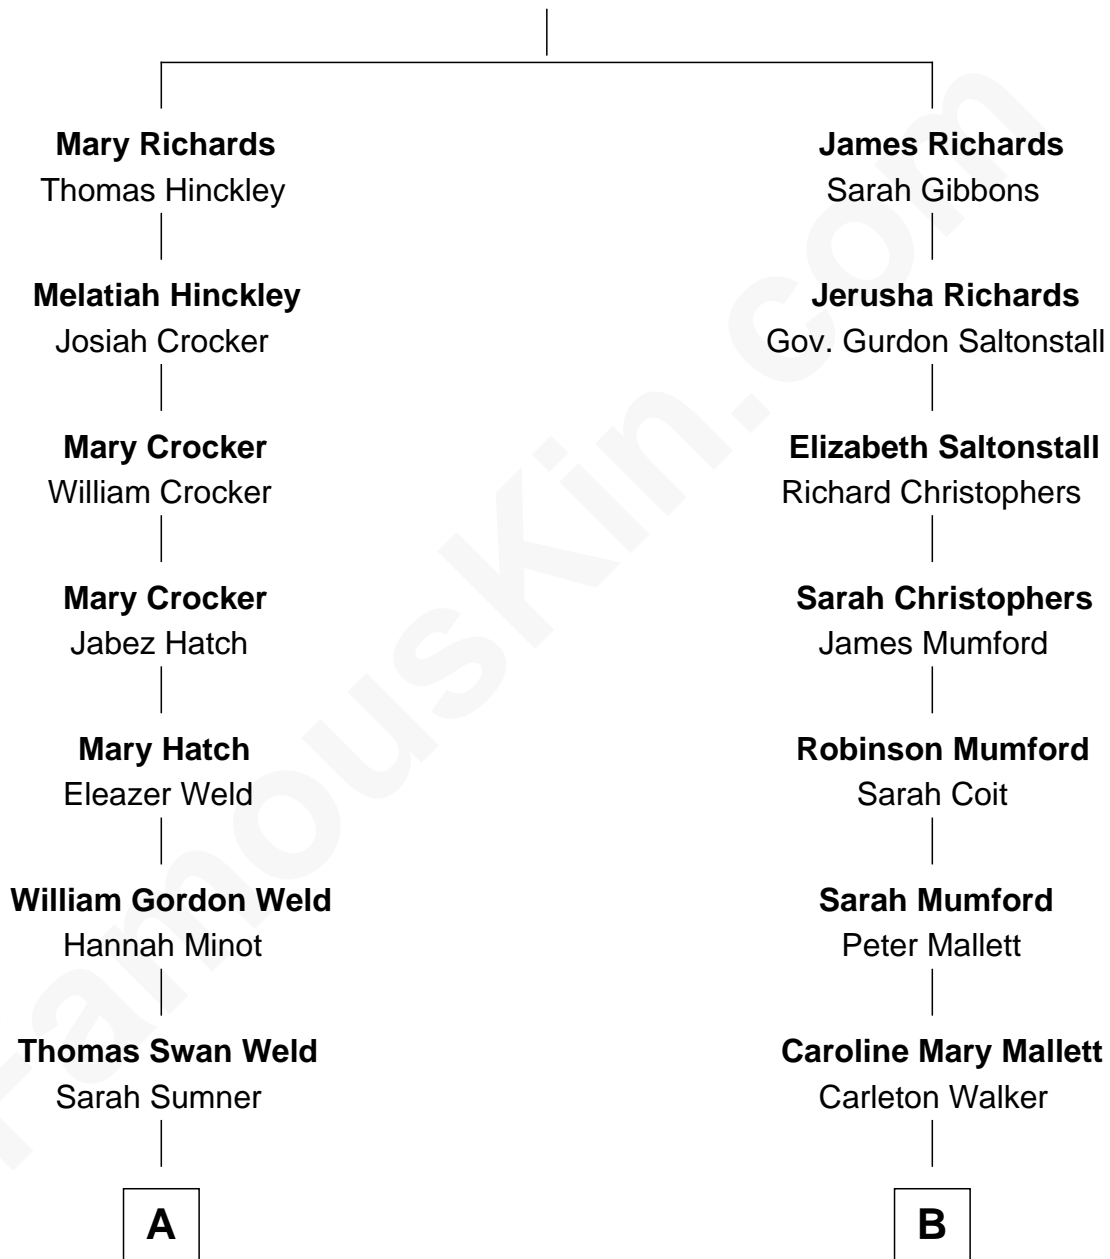 Mary Richards
Thomas Hinckley
Melatiah Hinckley
Josiah Crocker
Mary Crocker
William Crocker
Mary Crocker
Jabez Hatch
Mary Hatch
Eleazer Weld
William Gordon Weld
Hannah Minot
Thomas Swan Weld
Sarah Sumner
A
James Richards
Sarah Gibbons
Jerusha Richards
Gov. Gurdon Saltonstall
Elizabeth Saltonstall
Richard Christophers
Sarah Christophers
James Mumford
Robinson Mumford
Sarah Coit
Sarah Mumford
Peter Mallett
Caroline Mary Mallett
Carleton Walker
B
FamousKin.com